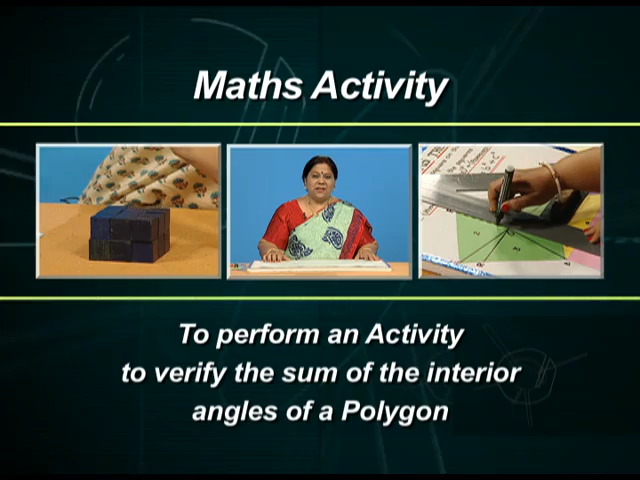 Maths Activity
To perform an Activity
to verify the sum of the interior
angles of a Polygon